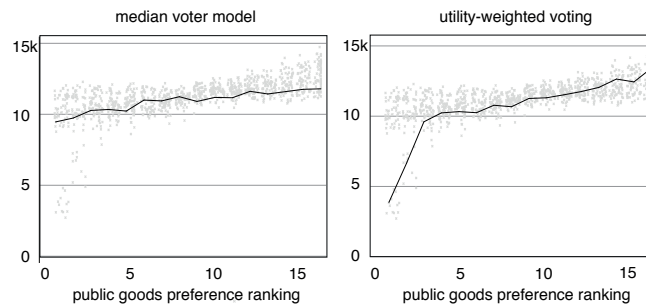 median voter model
15k
10
5
0
0 5 10 15
public goods preference ranking
utility-weighted voting
15k
10
5
0
0 5 10 15
public goods preference ranking